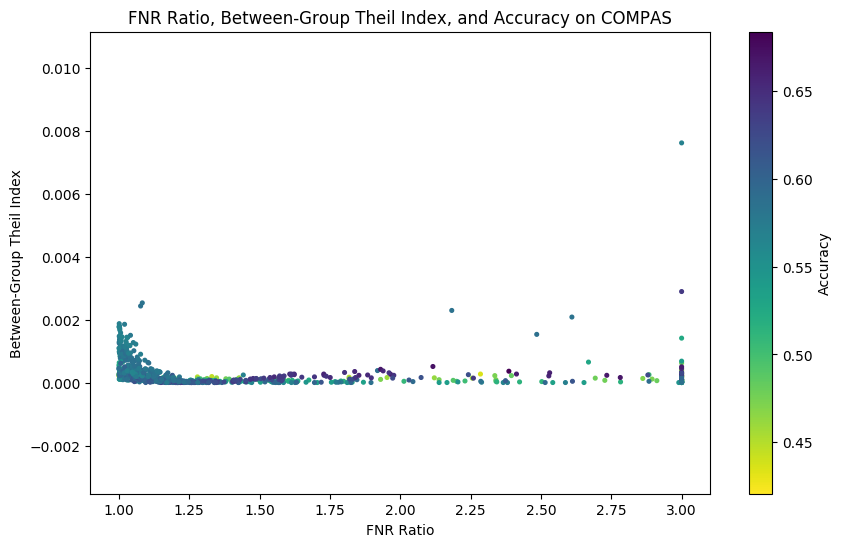 FNR Ratio, Between-Group Theil Index, and Accuracy on COMPAS
0.010
0.008
0.006
0.004
0.002
0.000
−0.002
Between-Group Theil Index
1.00 1.25 1.50 1.75 2.00 2.25 2.50 2.75 3.00
FNR Ratio
0.65
0.60
0.55
0.50
0.45
Accuracy